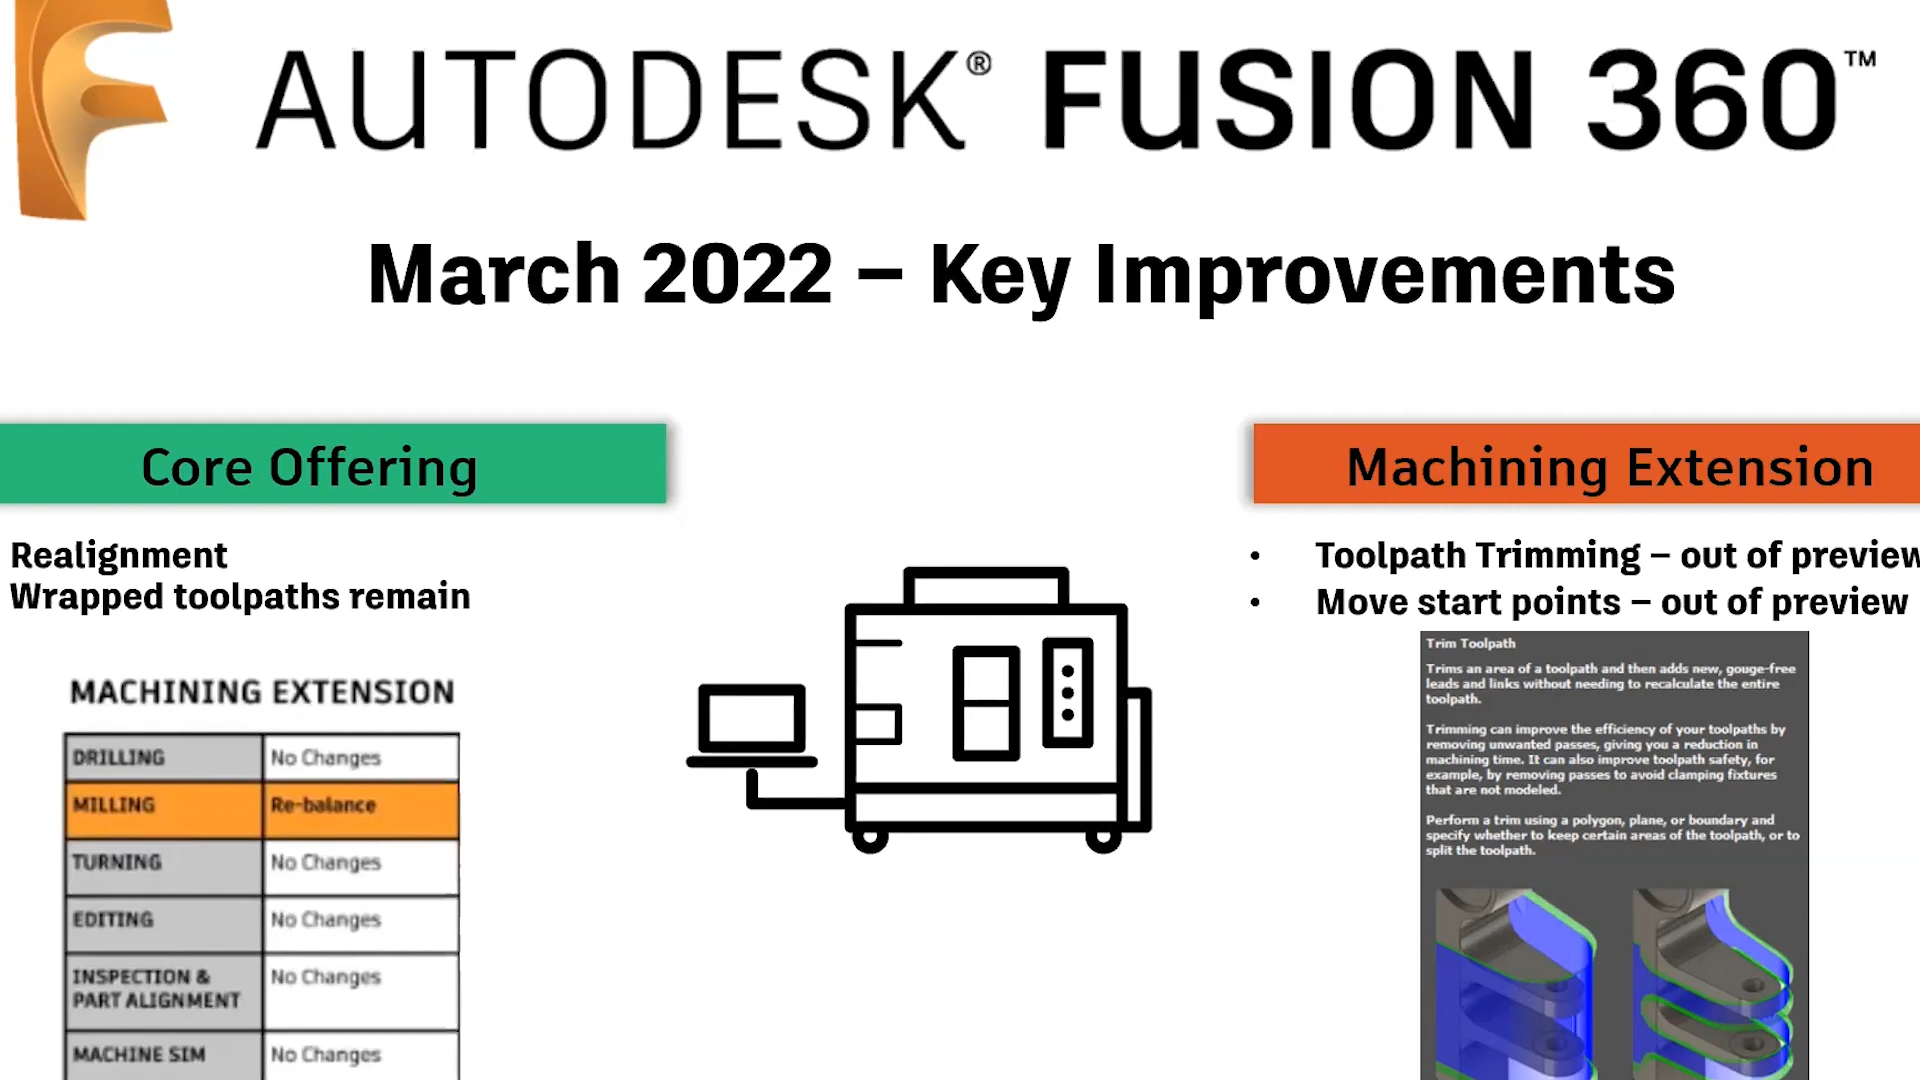 AUTODESK® FUSION 360™
March 2022 – Key Improvements
Core Offering
Realignment
Wrapped toolpaths remain
MACHINING EXTENSION
DRILLING No Changes
MILLING Re-balance
TURNING No Changes
EDITING No Changes
INSPECTION & No Changes
PART ALIGNMENT
MACHINE SIM No Changes
Machining Extension
• Toolpath Trimming – out of preview
• Move start points – out of preview
Trim Toolpath
Trims an area of a toolpath and then adds new, gouge-free
leads and links without needing to recalculate the entire
toolpath.
Trimming can improve the efficiency of your toolpaths by
removing unwanted passes, giving you a reduction in
machining time. It can also improve toolpath safety, for
example, by removing passes to avoid clamping fixtures
that are not modeled.
Perform a trim using a polygon, plane, or boundary and
specify whether to keep certain areas of the toolpath, or to
split the toolpath.